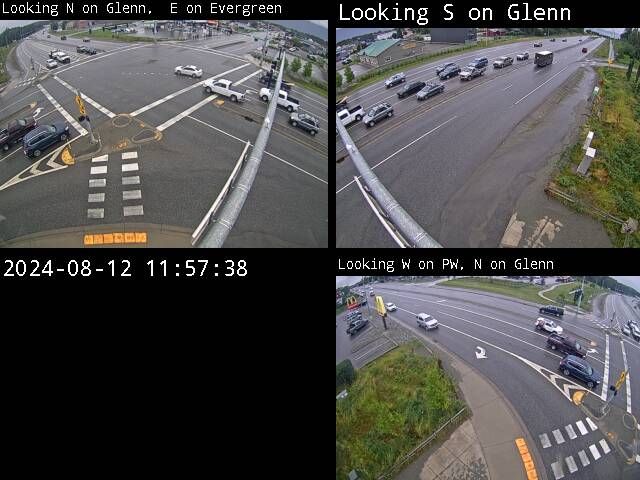 Looking N on Glenn,  E on Evergreen
Looking S on Glenn
2024-08-12 11:57:38
Looking W on PW, N on Glenn